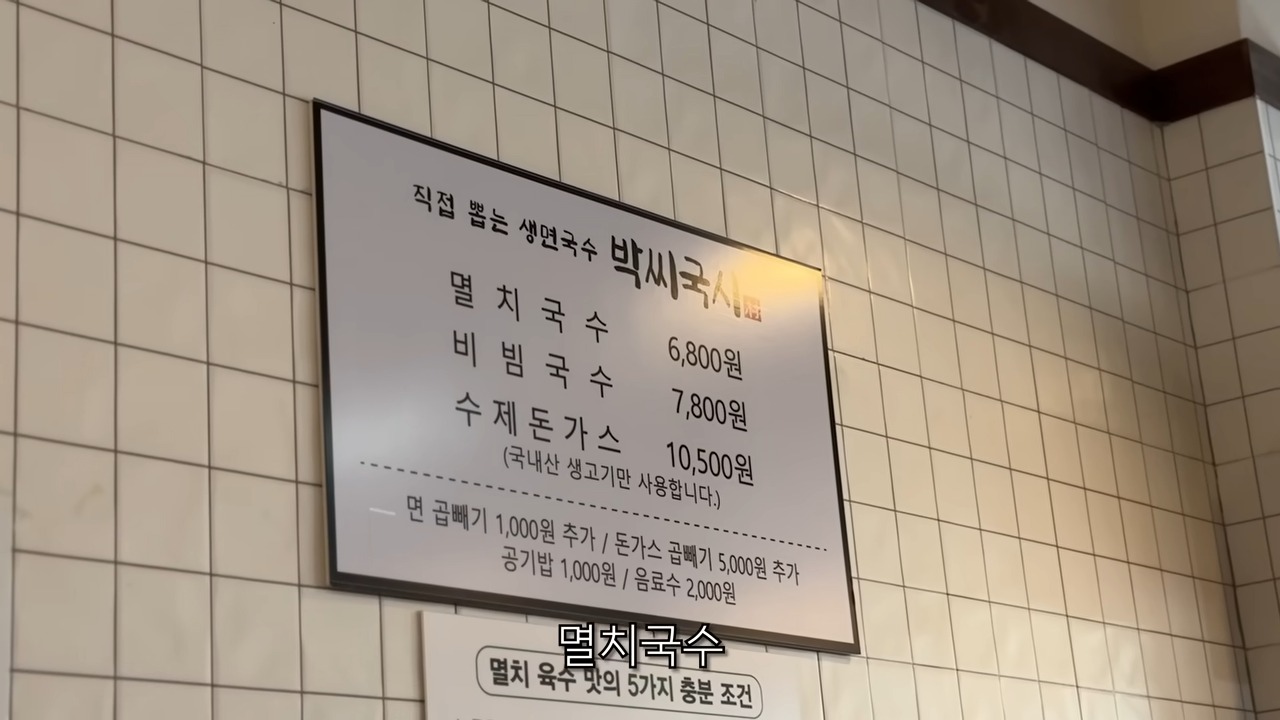 직접 뽑는 생면국수 박씨국시
멸치국수 6,800원
비빔국수 7,800원
수제돈가스 10,500원
(국내산 생고기만 사용합니다.)
면 곱빼기 1,000원 추가 / 돈가스 곱빼기 5,000원 추가
공기밥 1,000원 / 음료수 2,000원
멸치국수
멸치 육수 맛의 5가지 충분 조건